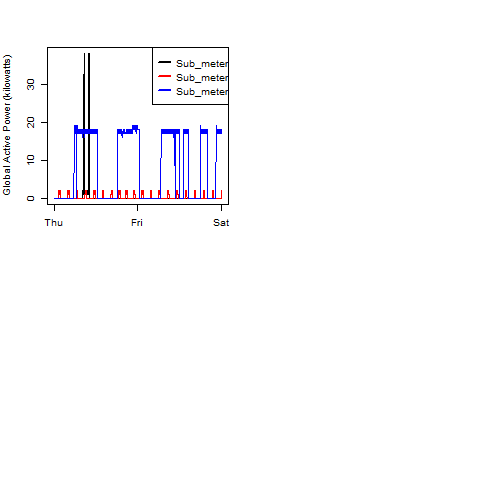 Global Active Power (kilowatts)
30
20
10
0
Sub_meter
Sub_meter
Sub_meter
Thu Fri Sat